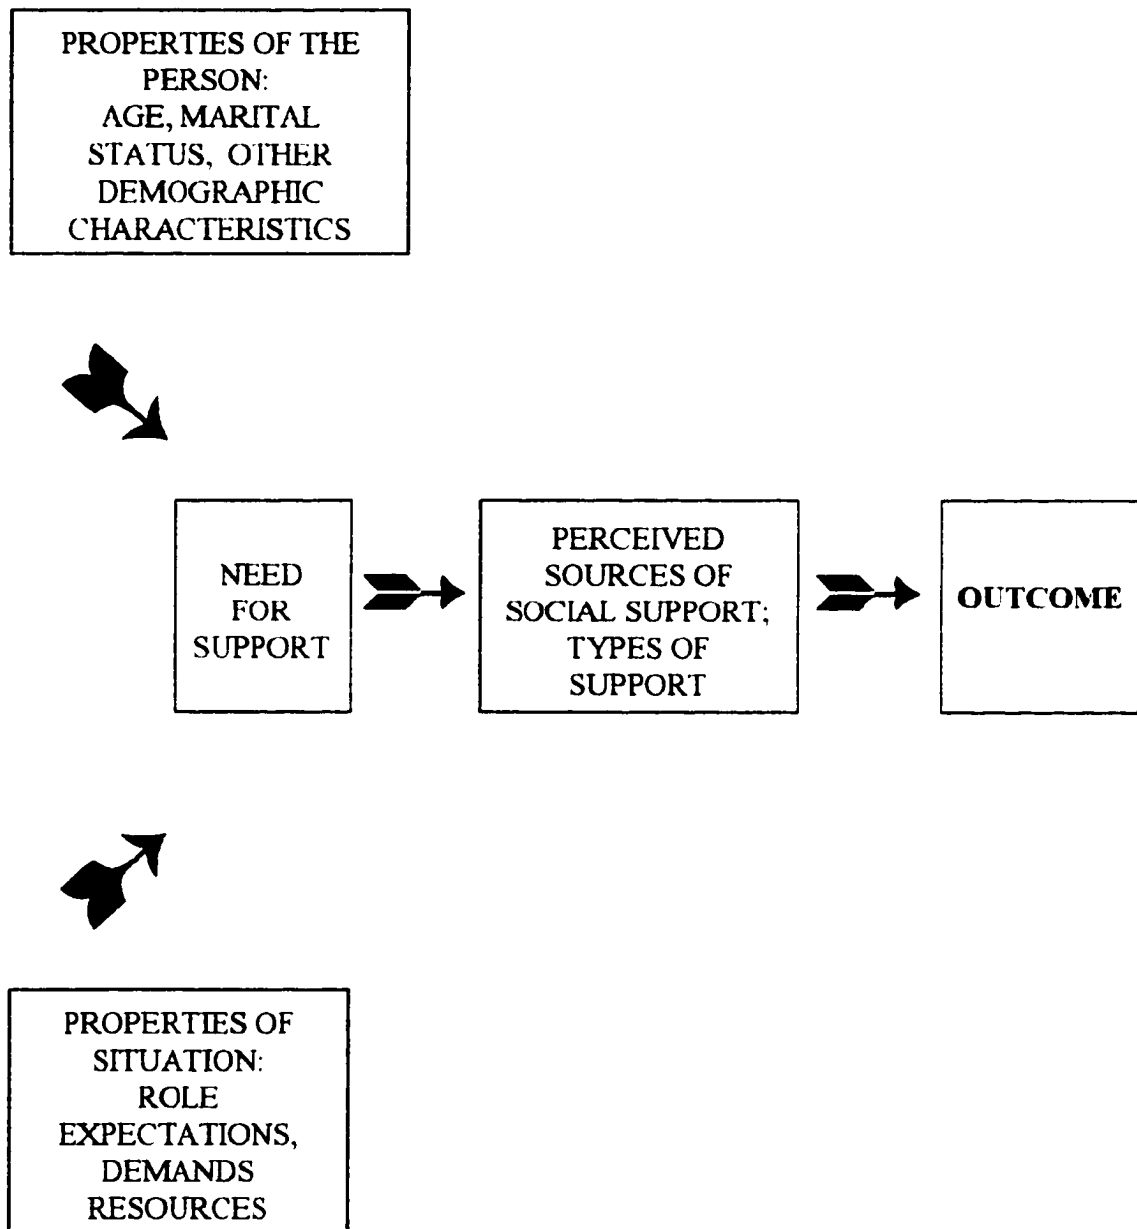 PROPERTIES OF THE
PERSON:
AGE, MARITAL
STATUS, OTHER
DEMOGRAPHIC
CHARACTERISTICS
NEED
FOR
SUPPORT
PERCEIVED
SOURCES OF
SOCIAL SUPPORT;
TYPES OF
SUPPORT
OUTCOME
PROPERTIES OF
SITUATION:
ROLE
EXPECTATIONS,
DEMANDS
RESOURCES